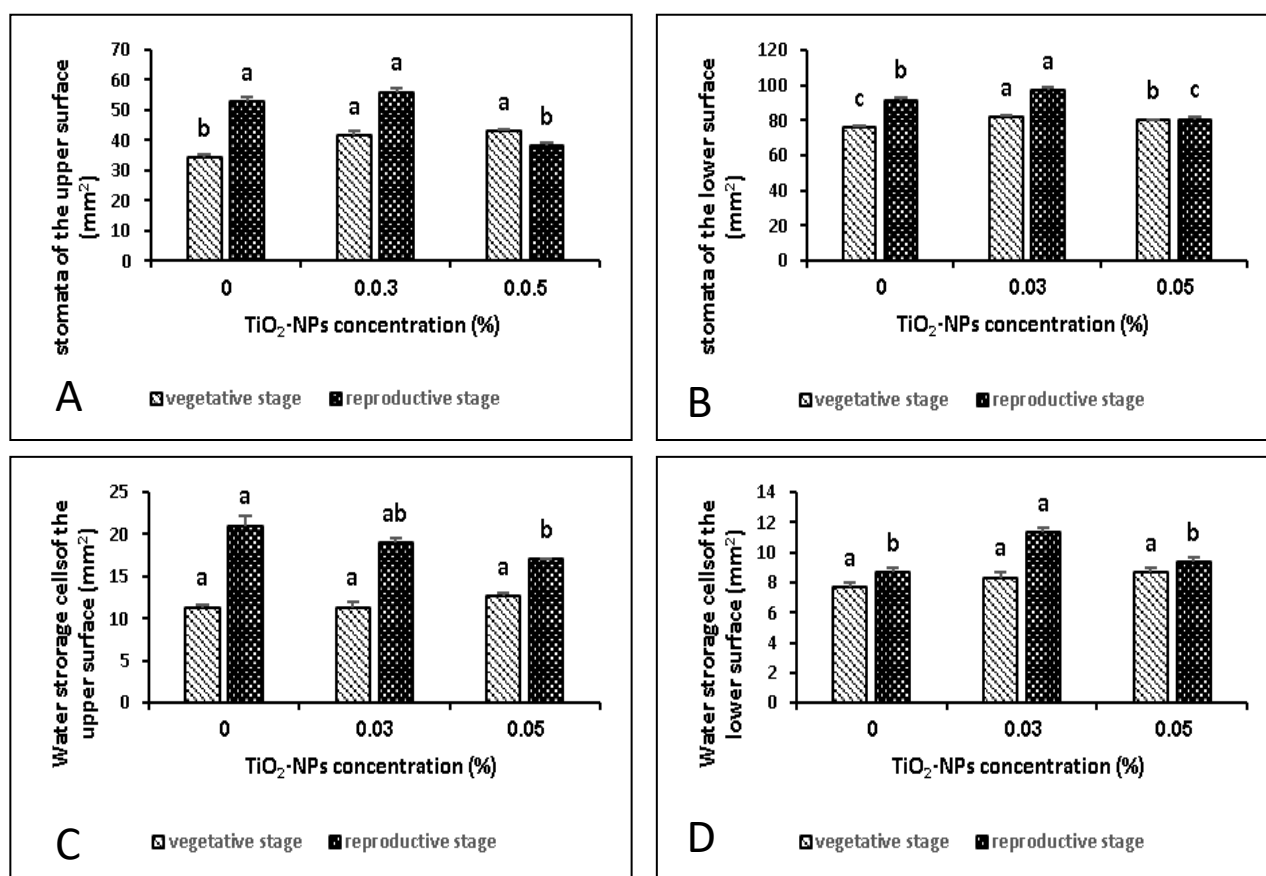 stomata of the upper surface
(mm²)
70
60
50
40
30
20
10
0
b
a
a
a
a
b
0
0.0.3
0.0.5
TiO₂-NPs concentration (%)
vegetative stage
reproductive stage
A
stomata of the lower surface
(mm²)
120
100
80
60
40
20
0
c
b
a
a
b
c
0
0.03
0.05
TiO₂-NPs concentration (%)
vegetative stage
reproductive stage
B
Water strorage cellsof the
upper surface (mm²)
25
20
15
10
5
0
a
a
a
ab
a
b
0
0.03
0.05
TiO₂-NPs concentration (%)
vegetative stage
reproductive stage
C
Water strorage cellsof the
lower surface (mm²)
14
12
10
8
6
4
2
0
a
b
a
a
a
b
0
0.03
0.05
TiO₂-NPs concentration (%)
vegetative stage
reproductive stage
D